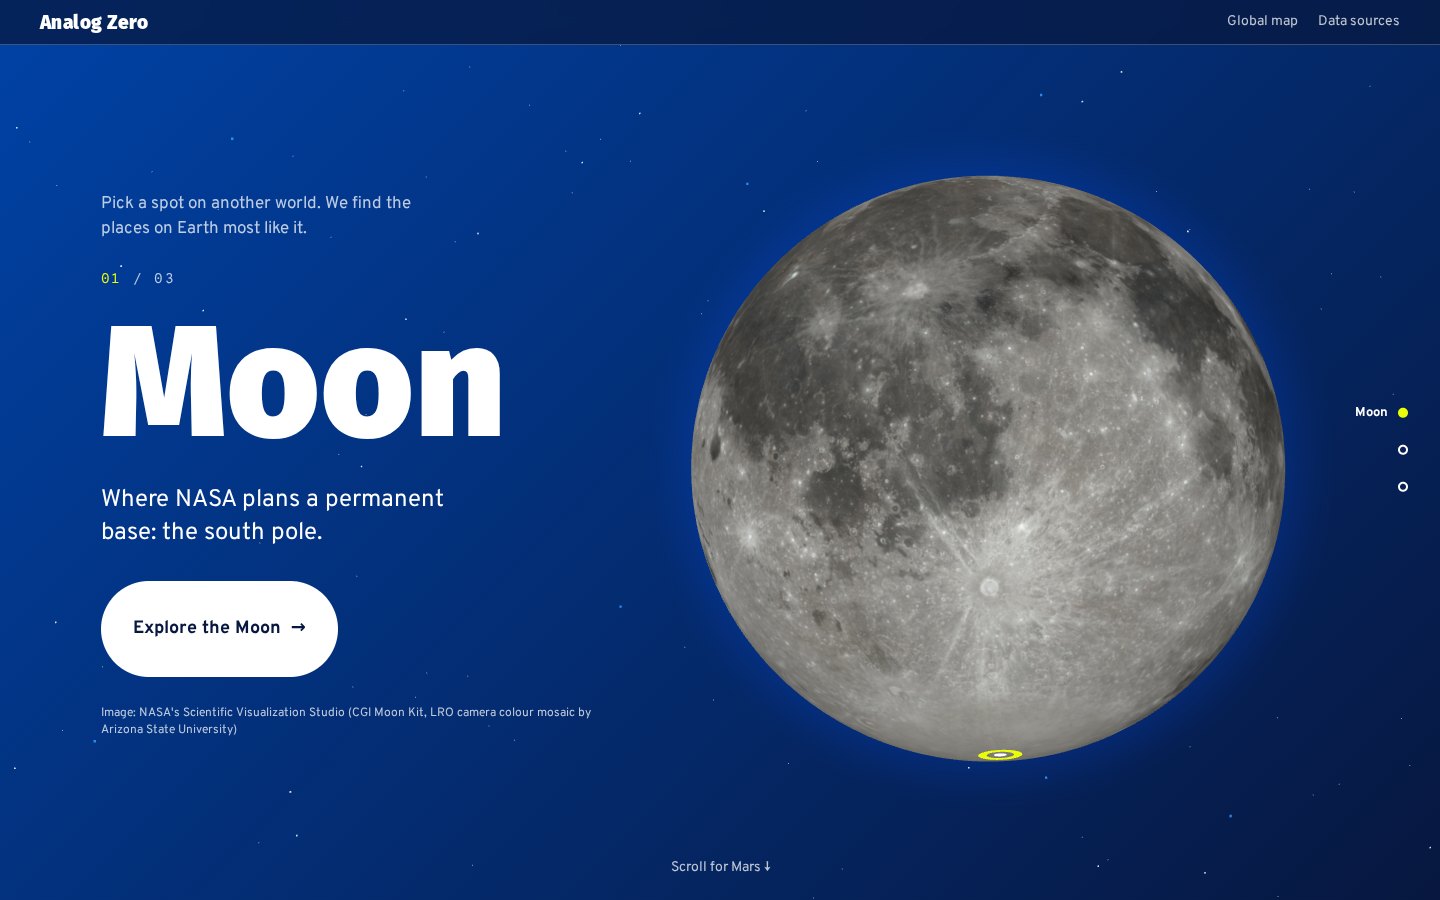 Analog Zero
Global map
Data sources
Pick a spot on another world. We find the
places on Earth most like it.
01 / 03
Moon
Where NASA plans a permanent
base: the south pole.
Explore the Moon →
Image: NASA's Scientific Visualization Studio (CGI Moon Kit, LRO camera colour mosaic by
Arizona State University)
Moon
Scroll for Mars ↓